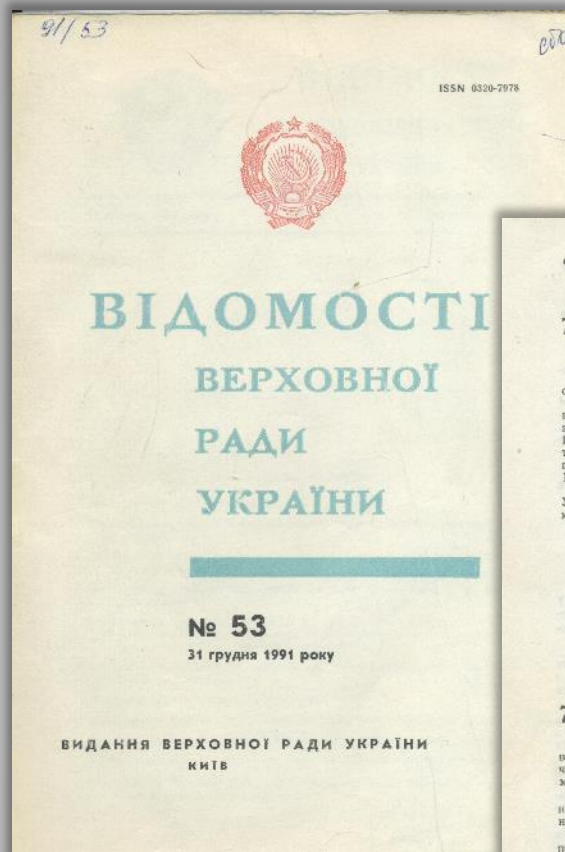 91/53
ISSN 0320-7978
ВІДОМОСТІ
ВЕРХОВНОЇ
РАДИ
УКРАЇНИ
№ 53
31 грудня 1991 року
ВИДАННЯ ВЕРХОВНОЇ РАДИ УКРАЇНИ
КИЇВ